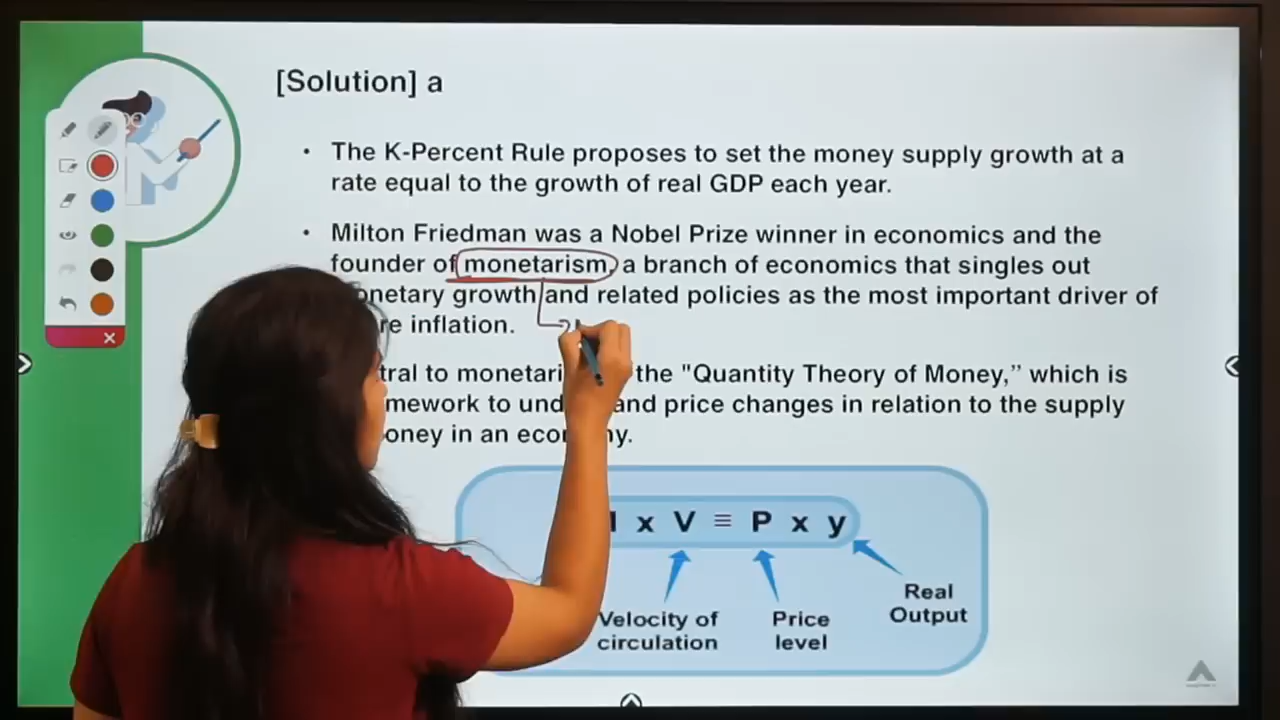 [Solution] a
• The K-Percent Rule proposes to set the money supply growth at a
rate equal to the growth of real GDP each year.
• Milton Friedman was a Nobel Prize winner in economics and the
founder of monetarism, a branch of economics that singles out
onetary growth and related policies as the most important driver of
re inflation.
tral to monetari the "Quantity Theory of Money,” which is
mework to und and price changes in relation to the supply
oney in an eco y.
x V ≡ P x y
Velocity of
circulation
Price
level
Real
Output